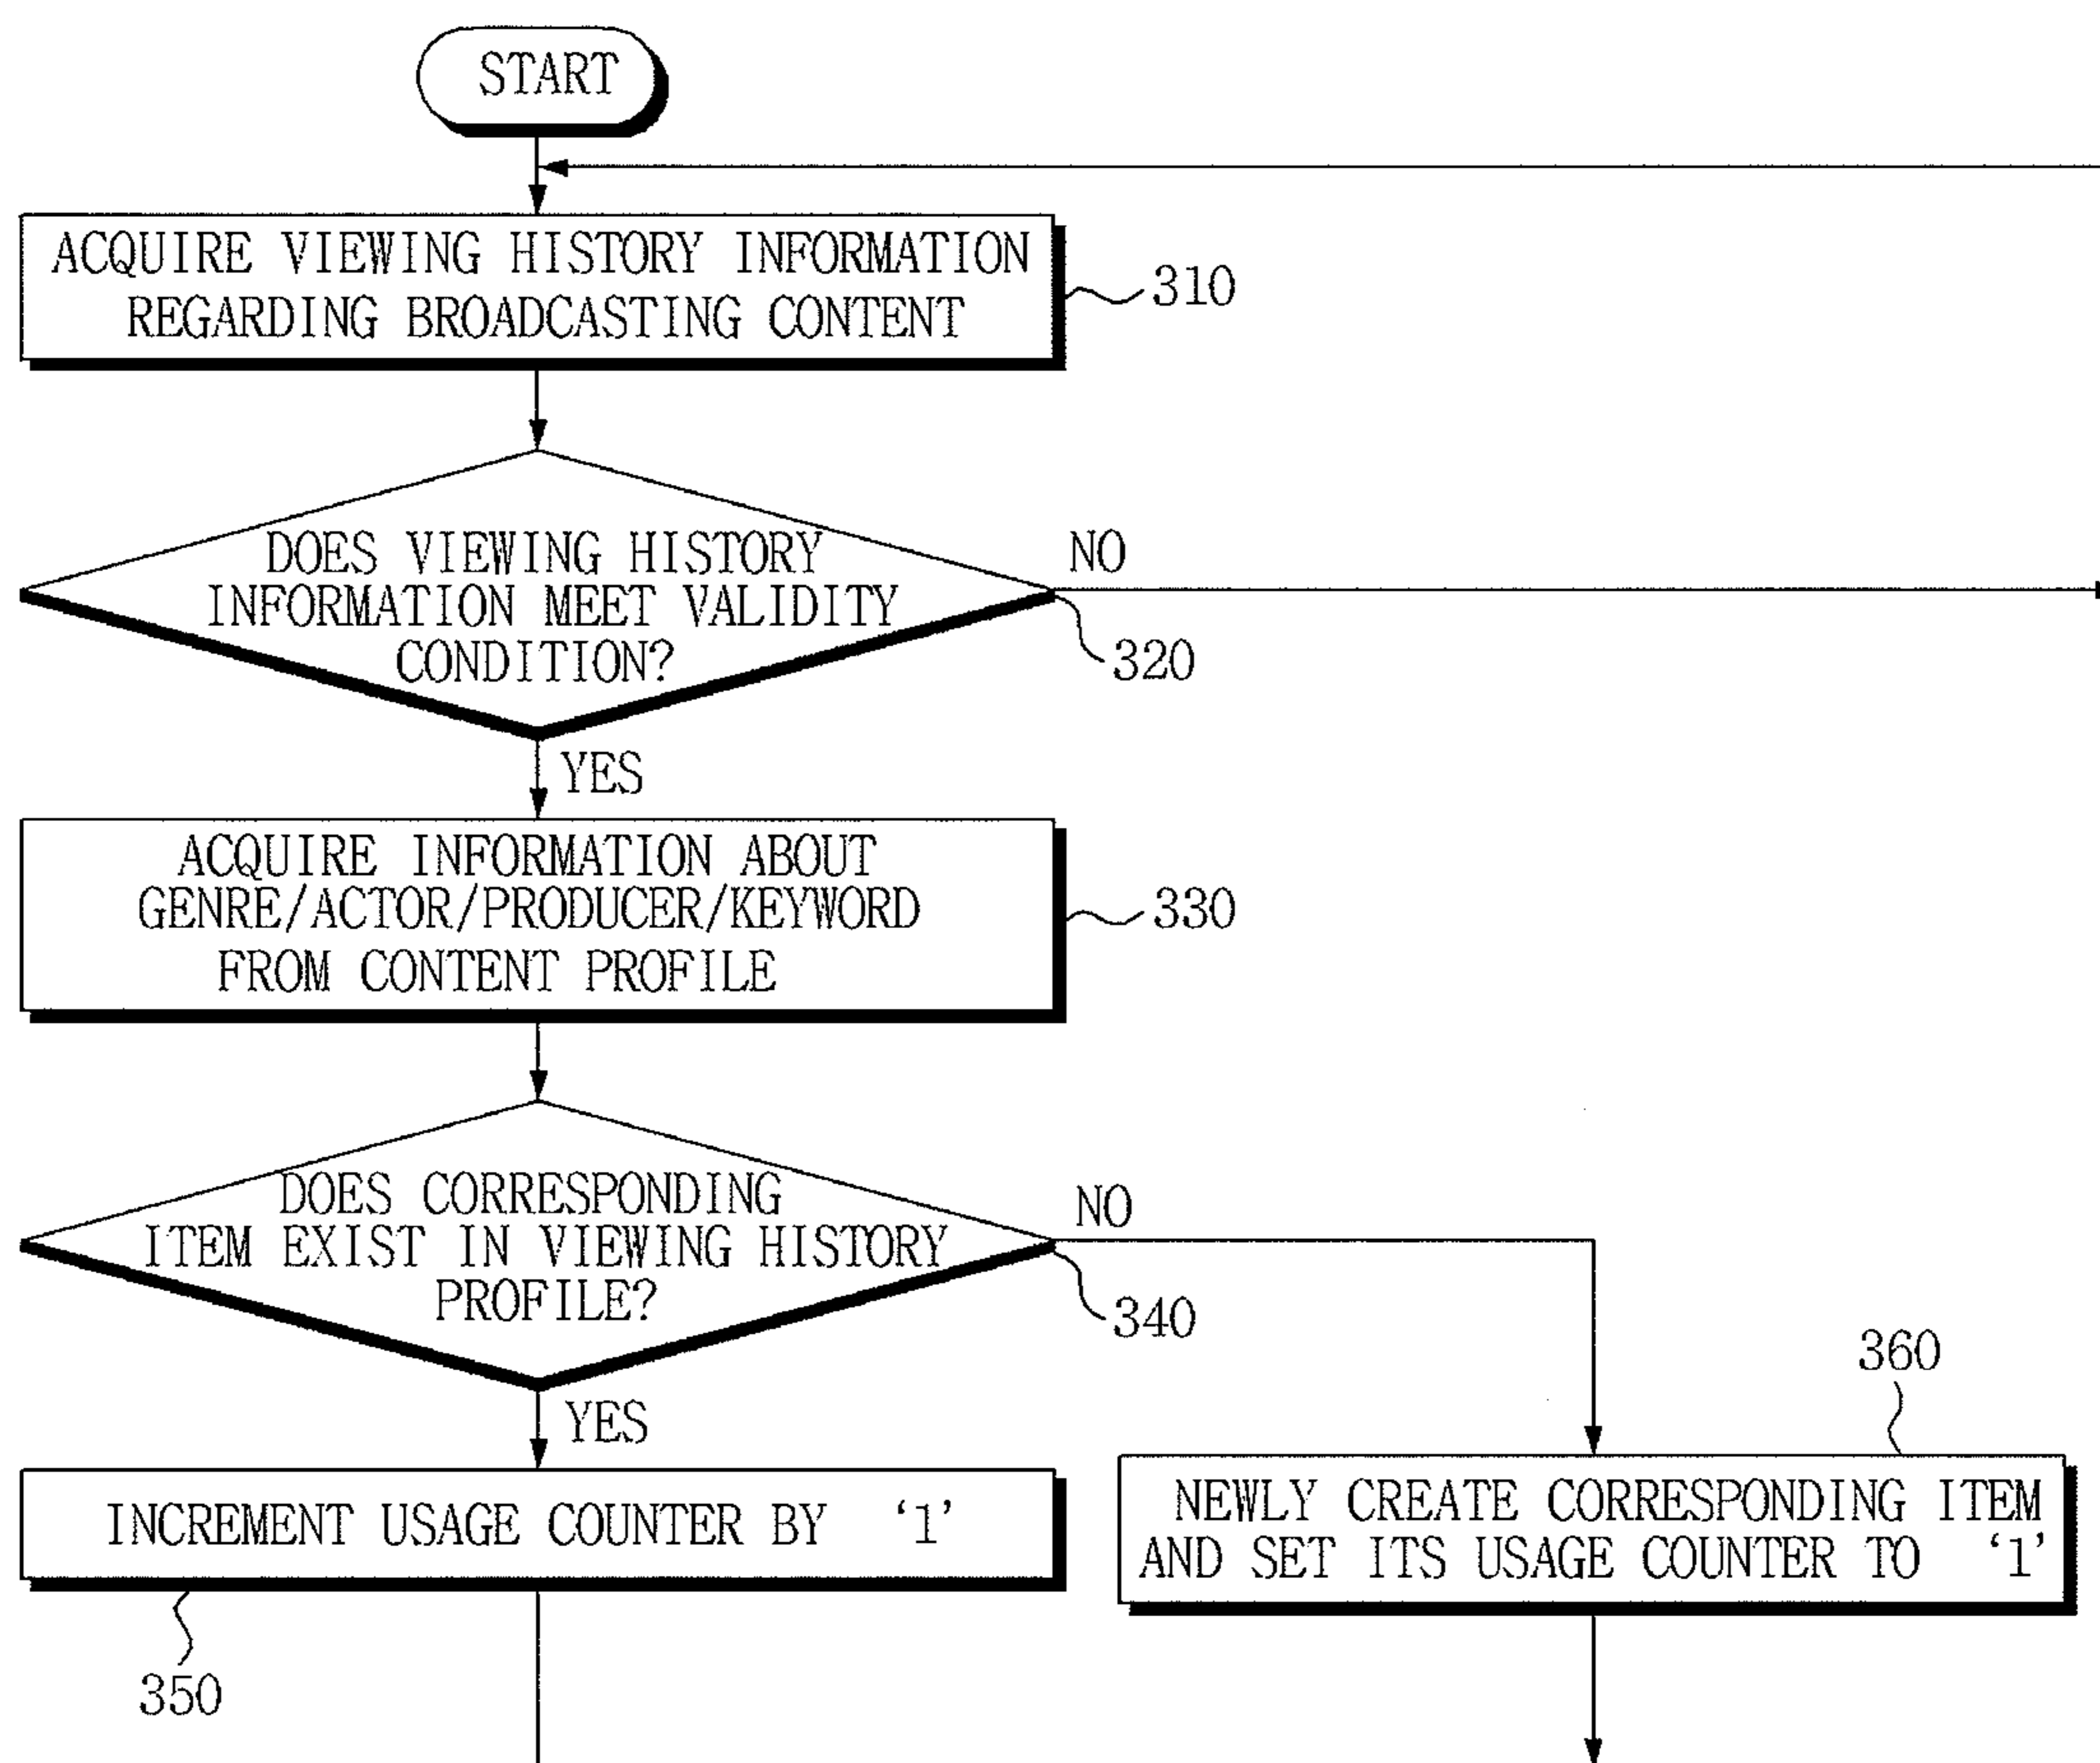 START
ACQUIRE VIEWING HISTORY INFORMATION
REGARDING BROADCASTING CONTENT
310
DOES VIEWING HISTORY
INFORMATION MEET VALIDITY
CONDITION?
NO
320
YES
ACQUIRE INFORMATION ABOUT
GENRE/ACTOR/PRODUCER/KEYWORD
FROM CONTENT PROFILE
330
DOES CORRESPONDING
ITEM EXIST IN VIEWING HISTORY
PROFILE?
NO
340
YES
360
INCREMENT USAGE COUNTER BY ‘1’
350
NEWLY CREATE CORRESPONDING ITEM
AND SET ITS USAGE COUNTER TO ‘1’